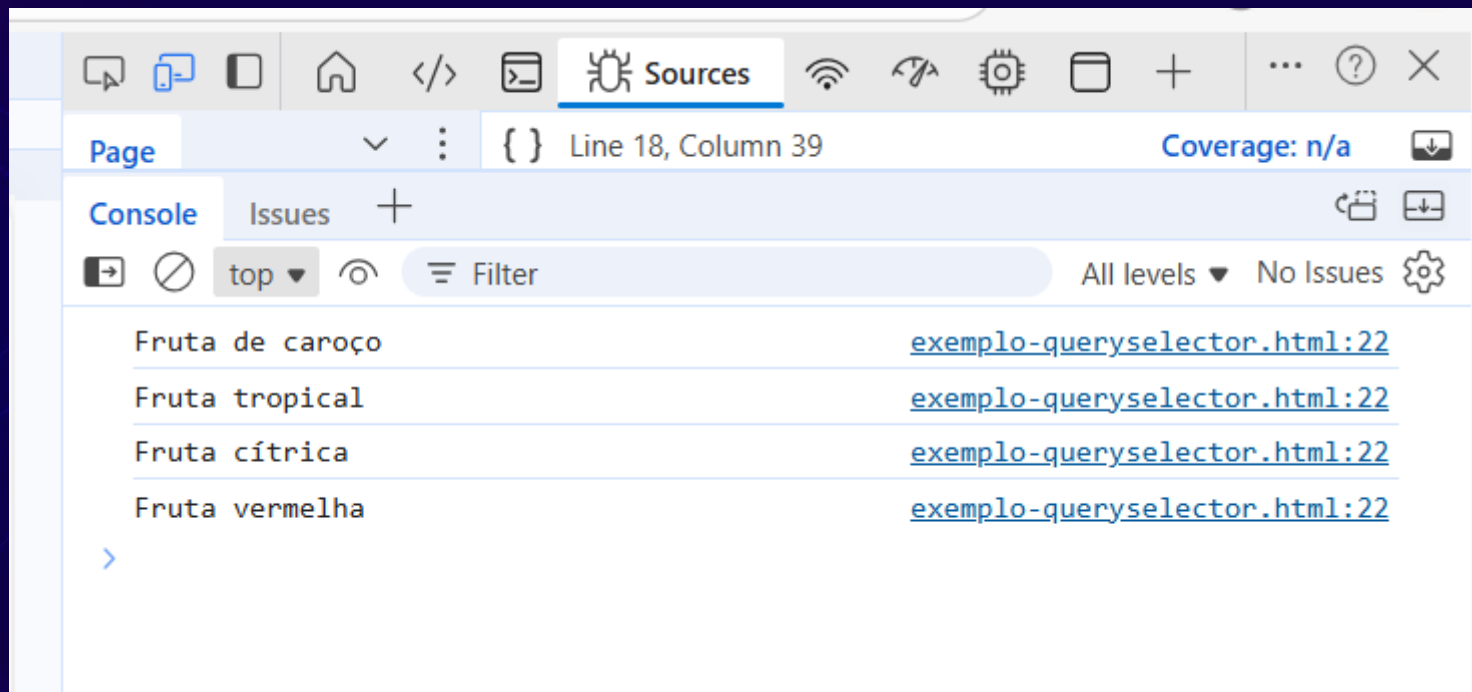 Sources
Page
{ } Line 18, Column 39
Coverage: n/a
Console
Issues
top
Filter
All levels
No Issues
Fruta de caroço exemplo-queryselector.html:22
Fruta tropical exemplo-queryselector.html:22
Fruta cítrica exemplo-queryselector.html:22
Fruta vermelha exemplo-queryselector.html:22